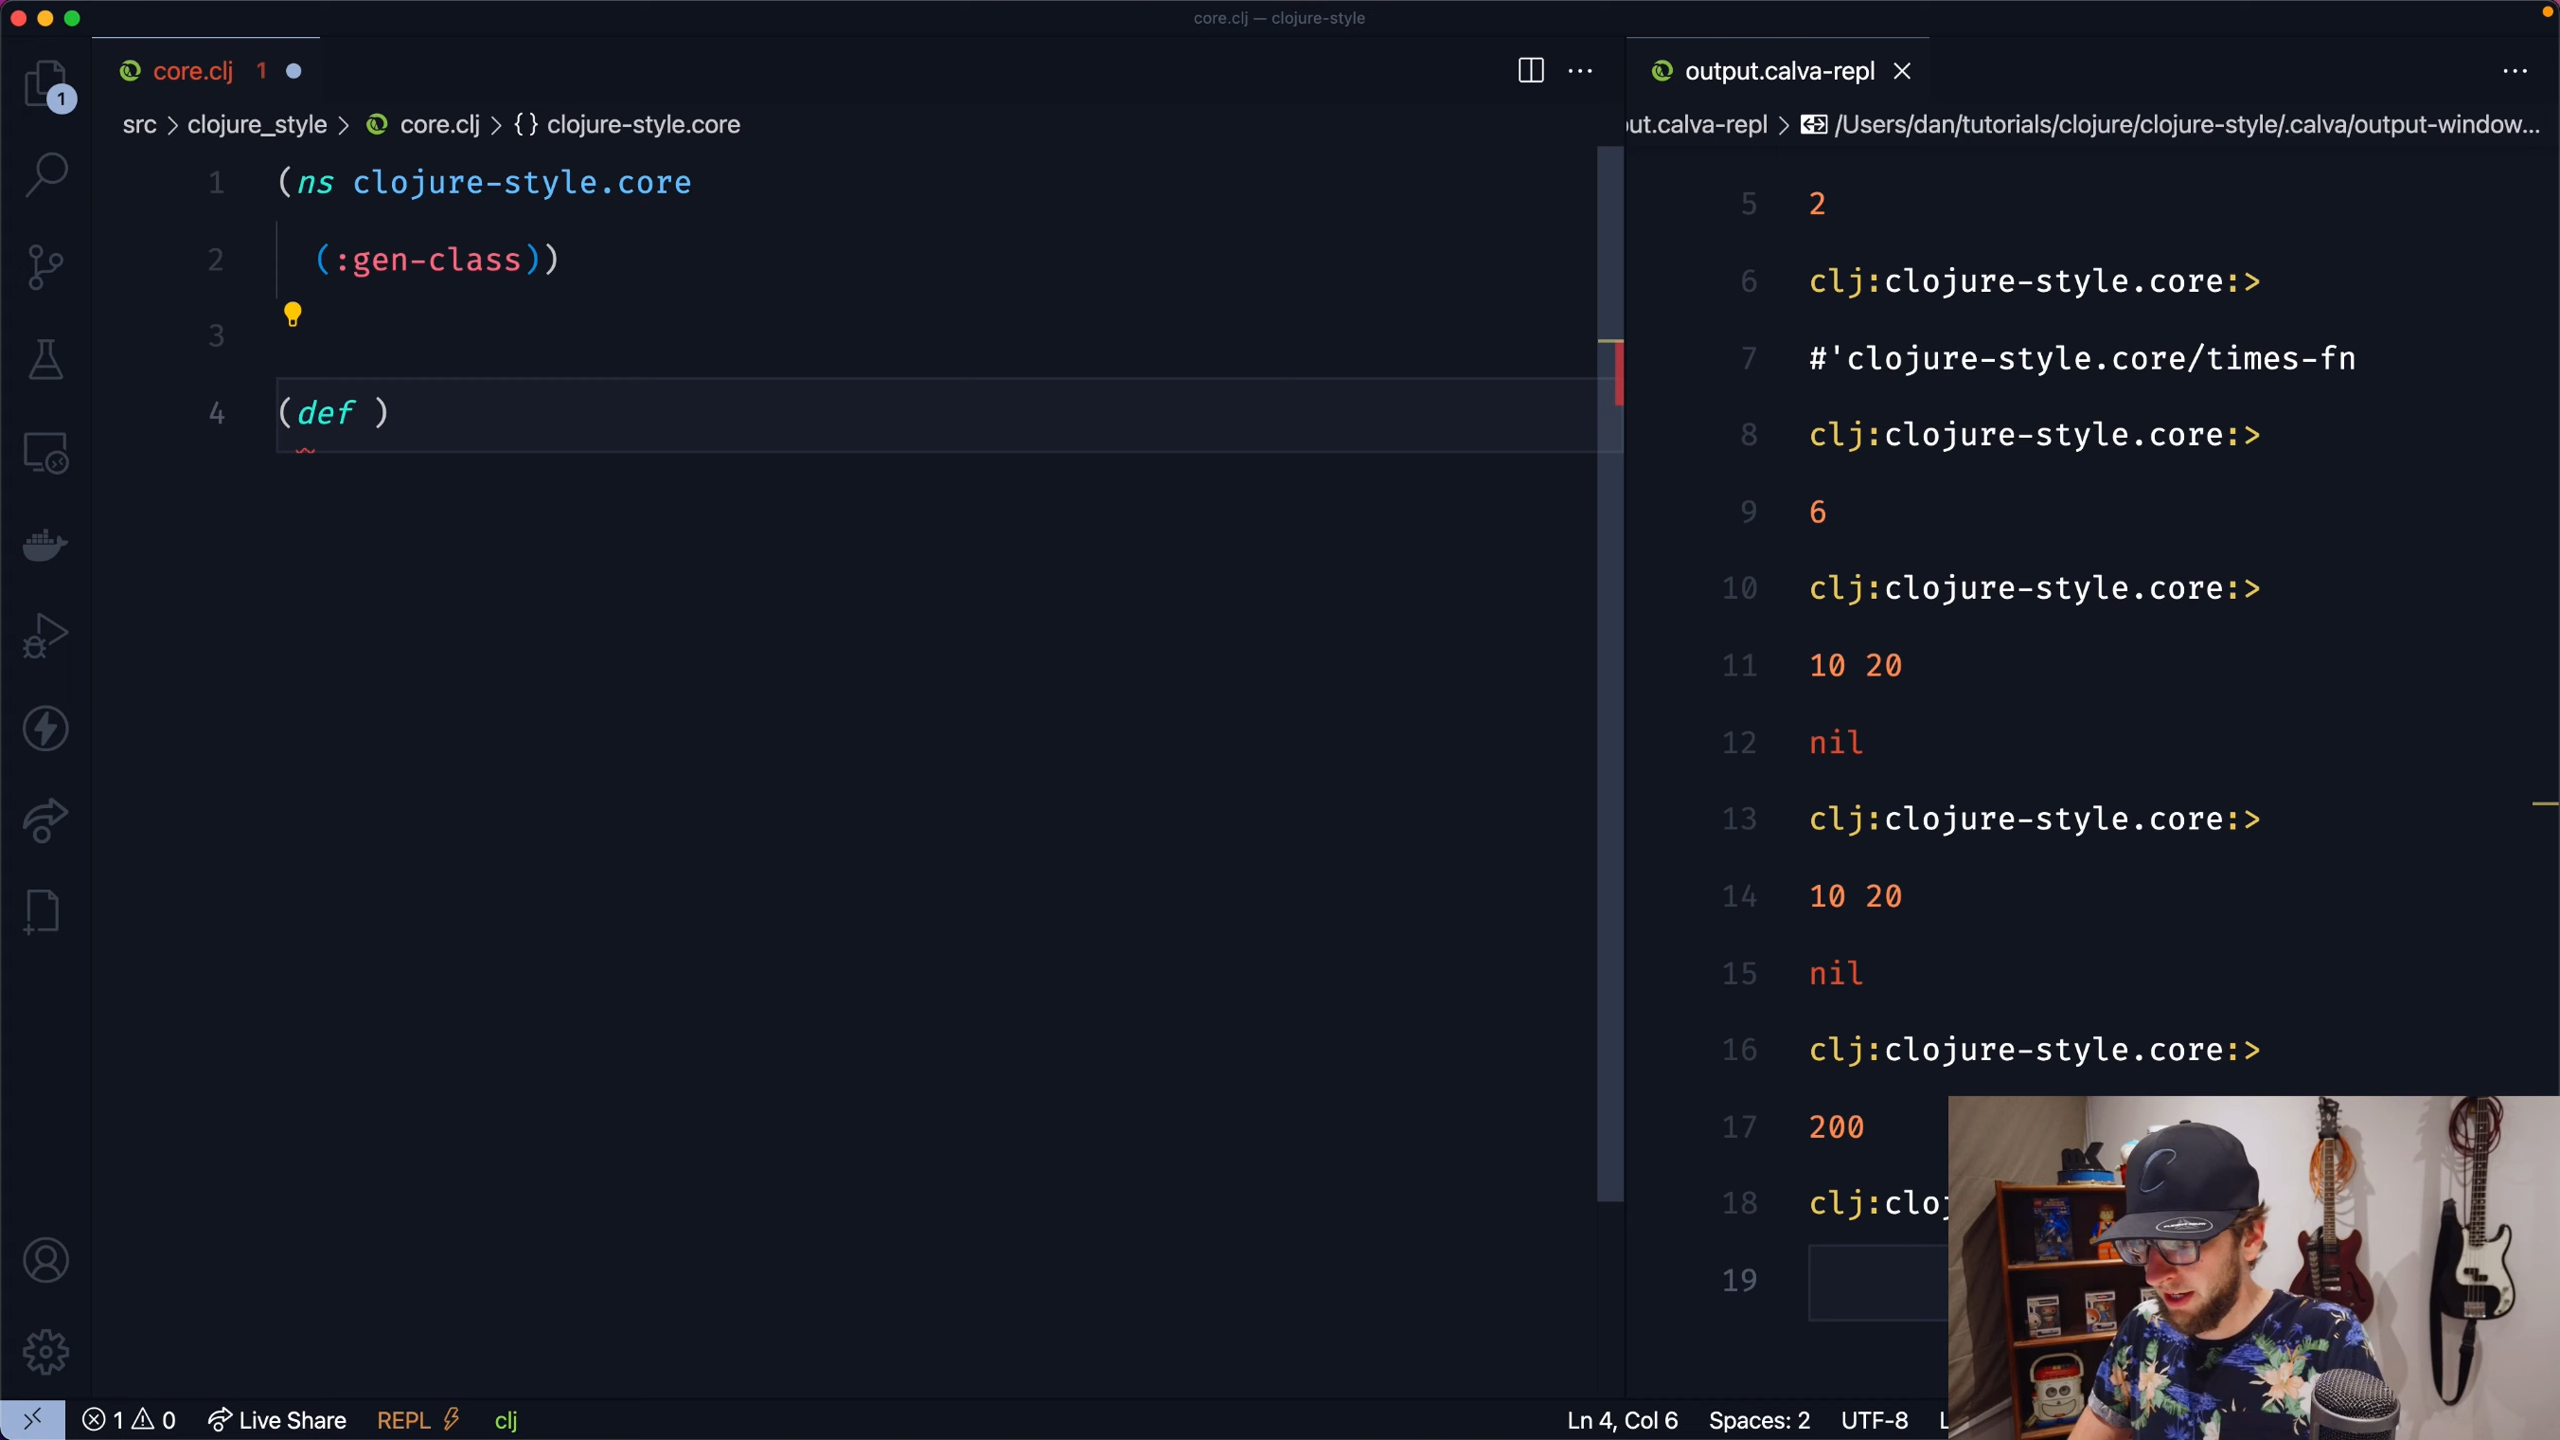 core.clj — clojure-style
core.clj 1
output.calva-repl
1
src > clojure_style > core.clj > {} clojure-style.core
ut.calva-repl > /Users/dan/tutorials/clojure/clojure-style/.calva/output-window...
1 (ns clojure-style.core
2 (:gen-class))
3
4 (def )
5 2
6 clj:clojure-style.core:>
7 #'clojure-style.core/times-fn
8 clj:clojure-style.core:>
9 6
10 clj:clojure-style.core:>
11 10 20
12 nil
13 clj:clojure-style.core:>
14 10 20
15 nil
16 clj:clojure-style.core:>
17 200
18 clj:cloj
19
1 0 Live Share REPL clj
Ln 4, Col 6 Spaces: 2 UTF-8 L